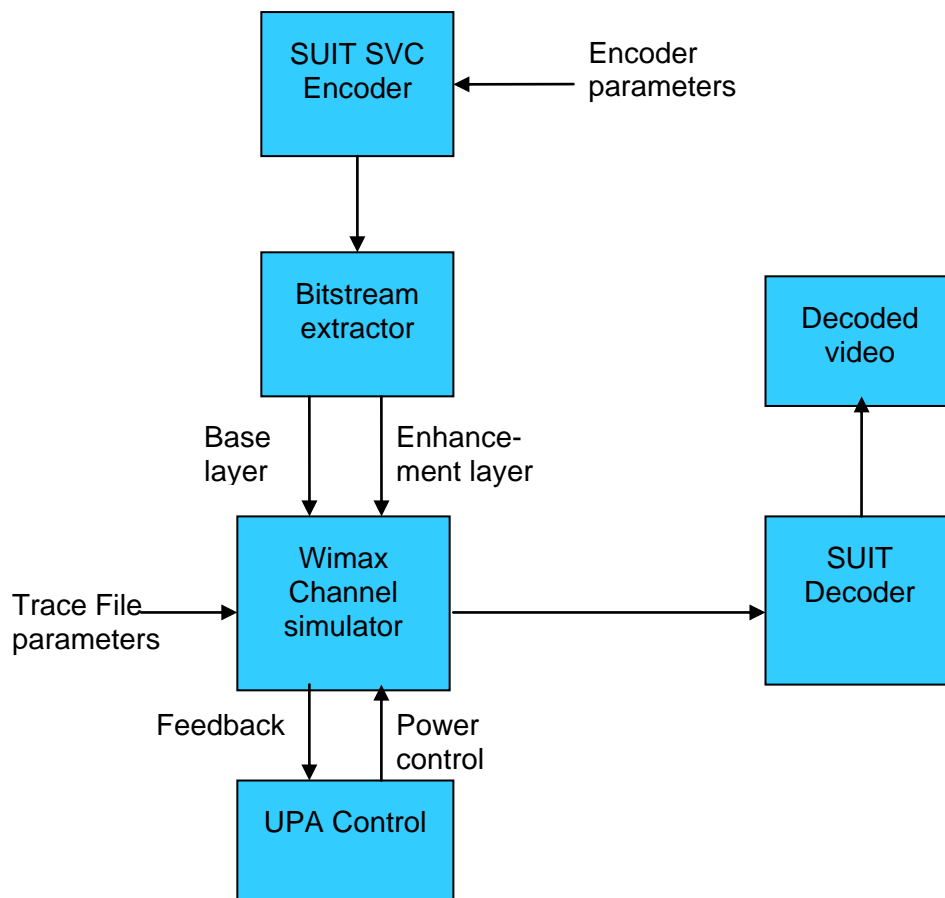 SUIT SVC
Encoder
Encoder
parameters
Bitstream
extractor
Decoded
video
Base
layer
Enhance-
ment layer
Wimax
Channel
simulator
SUIT
Decoder
Trace File
parameters
Feedback
Power
control
UPA Control